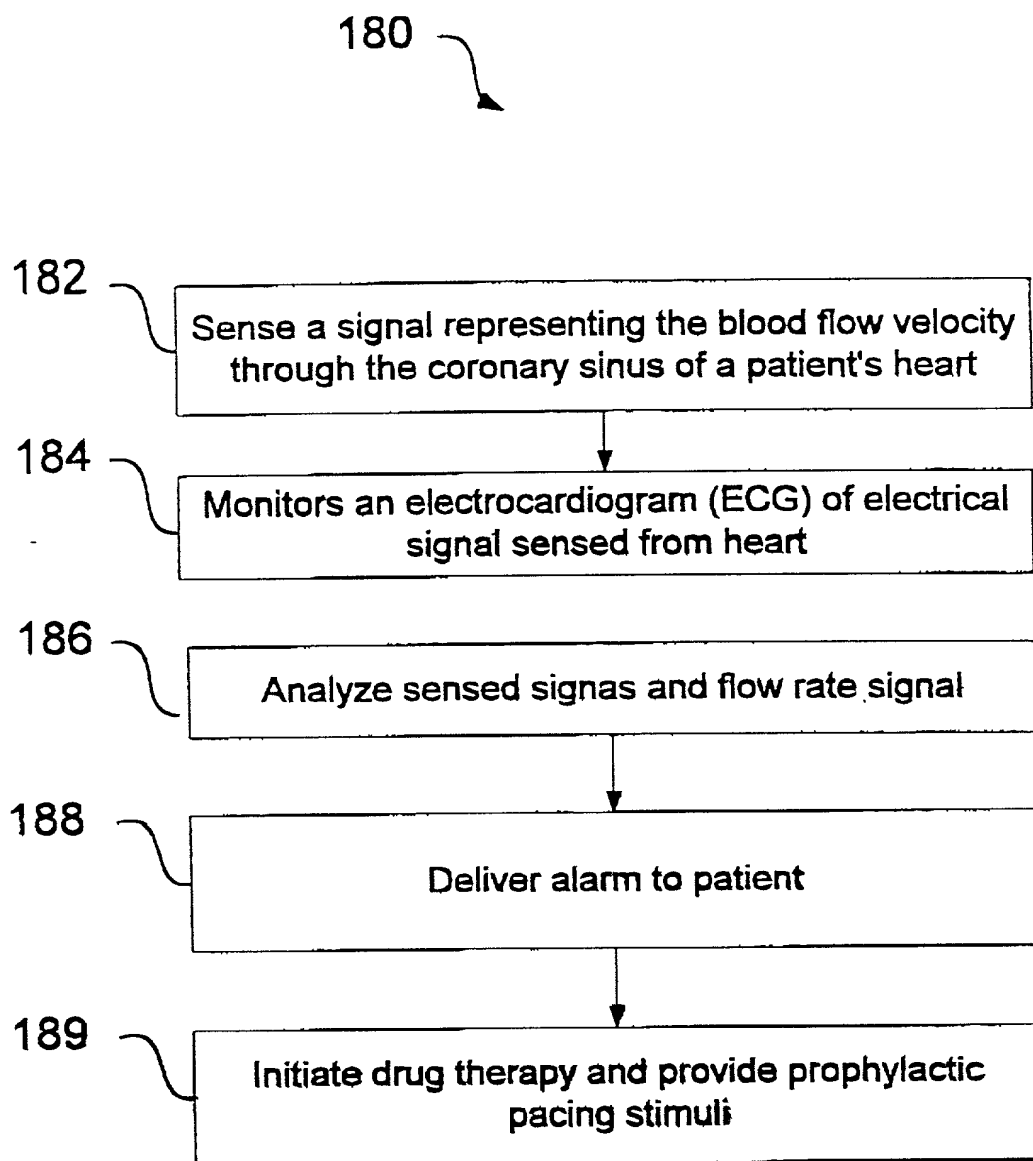 180
182
Sense a signal representing the blood flow velocity
through the coronary sinus of a patient's heart
184
Monitors an electrocardiogram (ECG) of electrical
signal sensed from heart
186
Analyze sensed signas and flow rate signal
188
Deliver alarm to patient
189
Initiate drug therapy and provide prophylactic
pacing stimuli